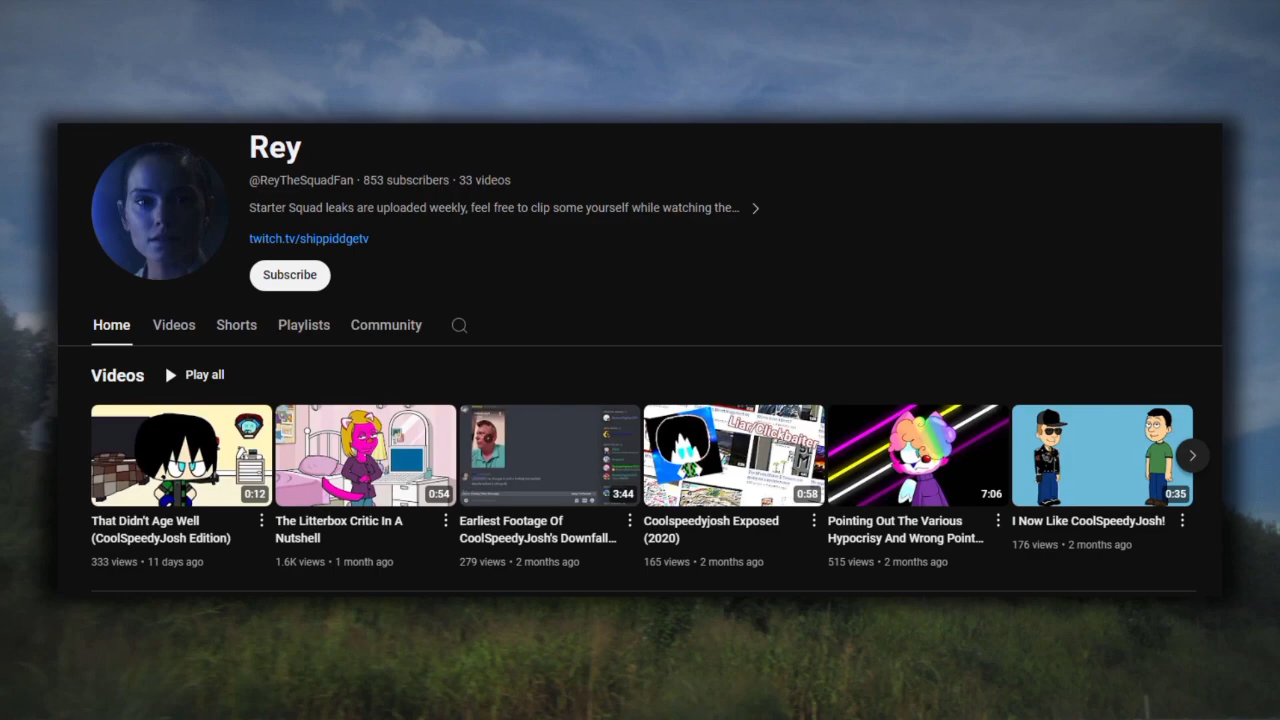 Rey
@ReyTheSquadFan · 853 subscribers · 33 videos
Starter Squad leaks are uploaded weekly, feel free to clip some yourself while watching the...
twitch.tv/shippiddgetv
Subscribe
Home Videos Shorts Playlists Community
Videos Play all
Liar/Clickbaiter
0:12 0:54 3:44 0:58 7:06 0:35
That Didn't Age Well
(CoolSpeedyJosh Edition)
333 views • 11 days ago
The Litterbox Critic In A
Nutshell
1.6K views • 1 month ago
Earliest Footage Of
CoolSpeedyJosh's Downfall...
279 views • 2 months ago
Coolspeedyjosh Exposed
(2020)
165 views • 2 months ago
Pointing Out The Various
Hypocrisy And Wrong Point...
515 views • 2 months ago
I Now Like CoolSpeedyJosh!
176 views • 2 months ago